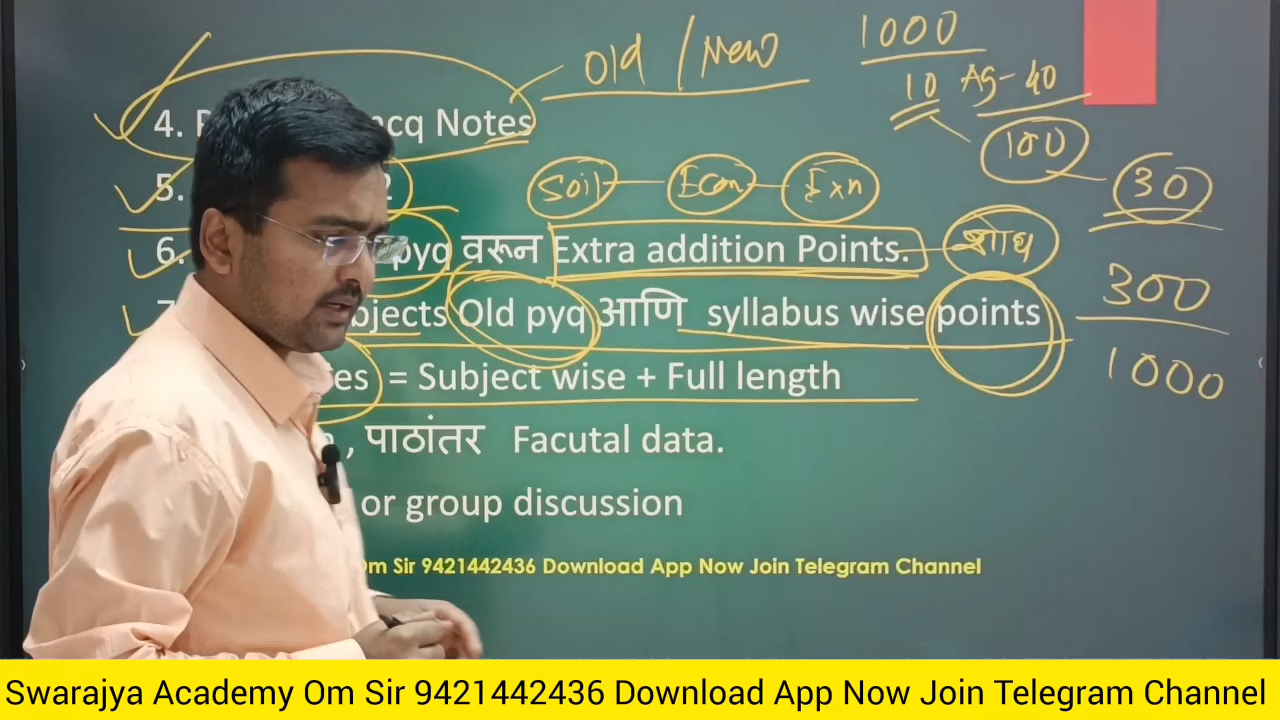 Old / New
1000
10 Ag-40
100
4. P cq Notes
Soil Econ Exn
30
5.
6. pyq वरून Extra addition Points. शोध
300
bjects Old pyq आणि syllabus wise points
1000
es = Subject wise + Full length
, पाठांतर Facutal data.
or group discussion
Om Sir 9421442436 Download App Now Join Telegram Channel
Swarajya Academy Om Sir 9421442436 Download App Now Join Telegram Channel